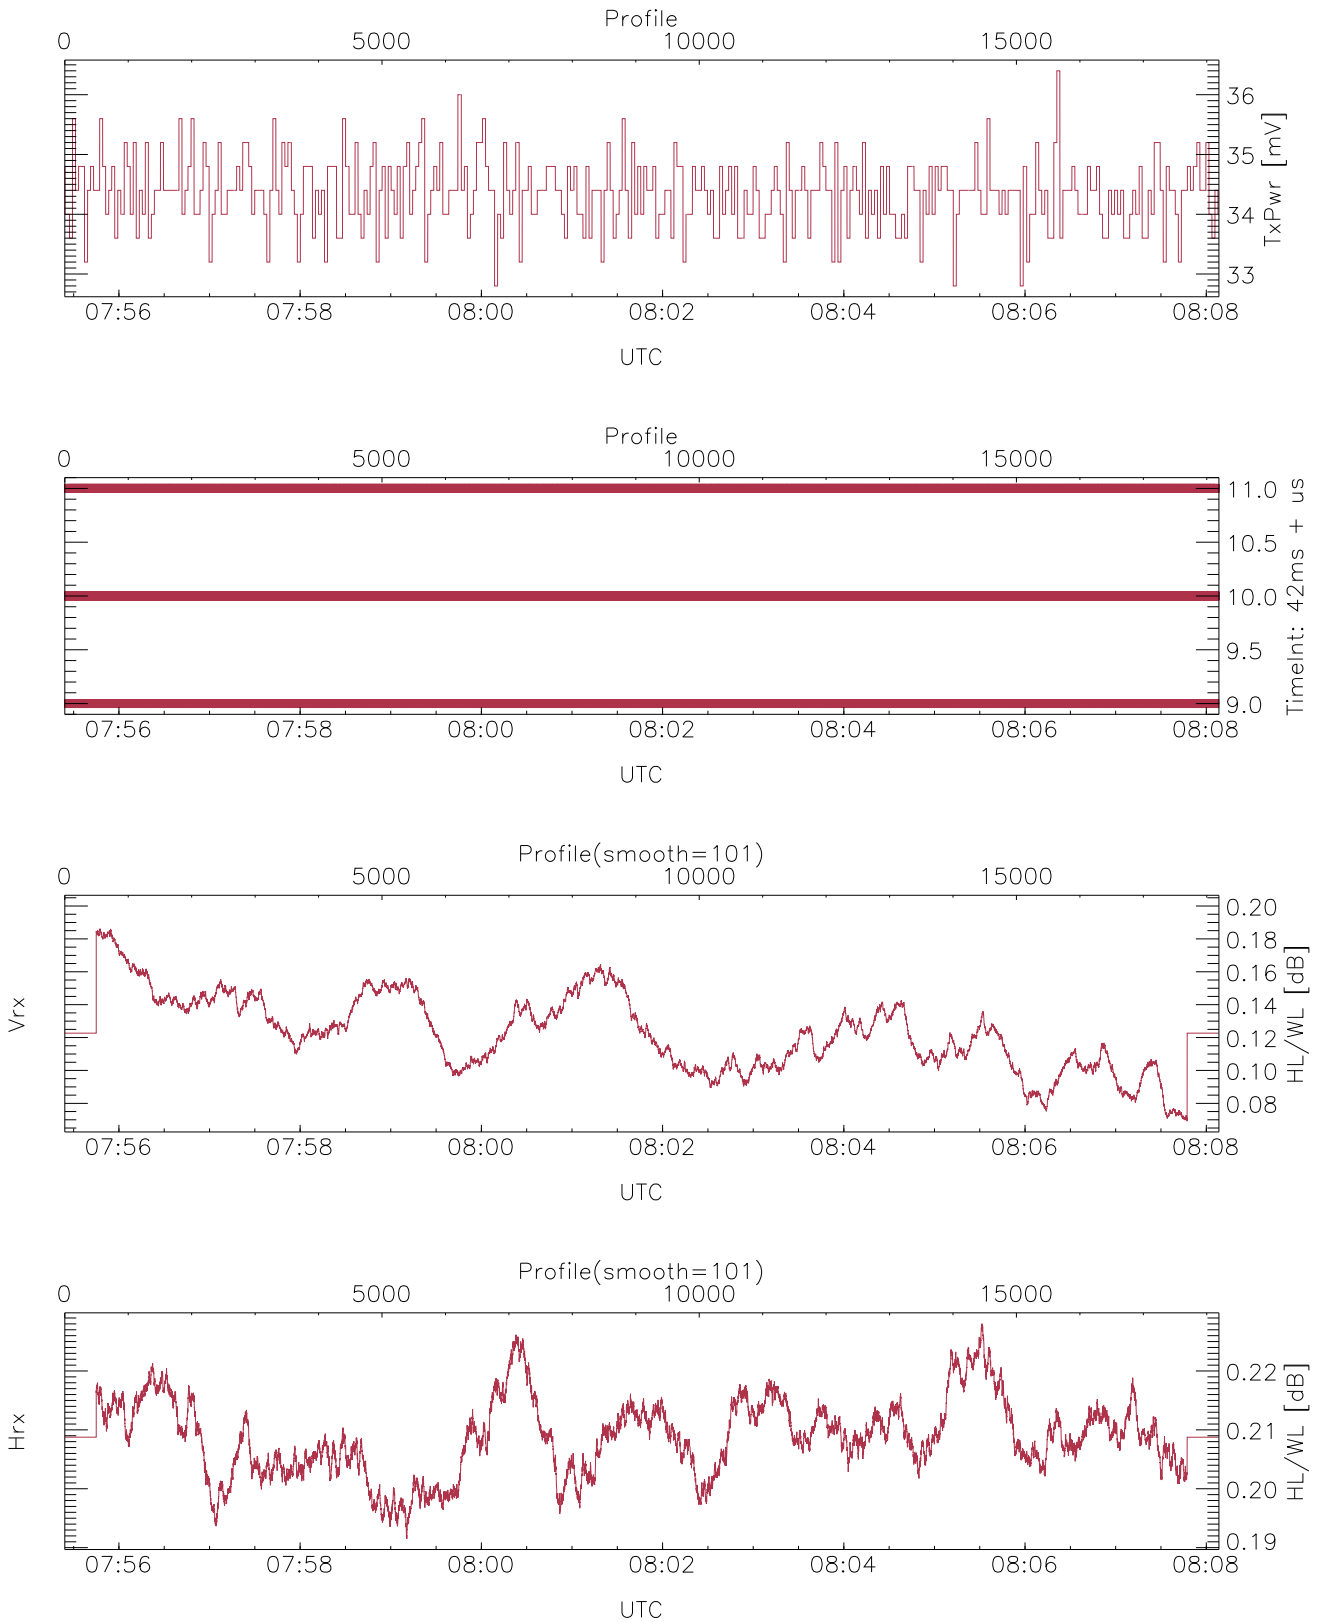 Profile
0 5000 10000 15000
36
35
34
33
TxPwr [mV]
07:56 07:58 08:00 08:02 08:04 08:06 08:08
UTC
Profile
0 5000 10000 15000
11.0
10.5
10.0
9.5
9.0
TimeInt: 42ms + us
07:56 07:58 08:00 08:02 08:04 08:06 08:08
UTC
Profile(smooth=101)
0 5000 10000 15000
Vrx
0.20
0.18
0.16
0.14
0.12
0.10
0.08
HL/WL [dB]
07:56 07:58 08:00 08:02 08:04 08:06 08:08
UTC
Profile(smooth=101)
0 5000 10000 15000
Hrx
0.22
0.21
0.20
0.19
HL/WL [dB]
07:56 07:58 08:00 08:02 08:04 08:06 08:08
UTC